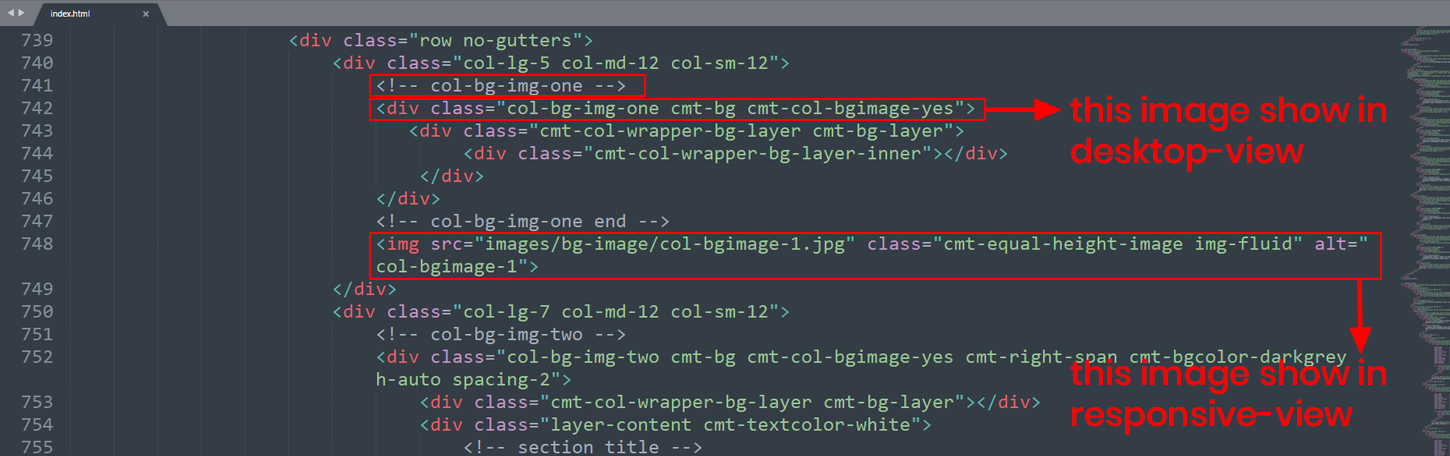 index.html ×
739 <div class="row no-gutters">
740 <div class="col-lg-5 col-md-12 col-sm-12">
741 <!-- col-bg-img-one -->
742 <div class="col-bg-img-one cmt-bg cmt-col-bgimage-yes">
this image show in
desktop-view
743 <div class="cmt-col-wrapper-bg-layer cmt-bg-layer">
744 <div class="cmt-col-wrapper-bg-layer-inner"></div>
745 </div>
746 </div>
747 <!-- col-bg-img-one end -->
748 <img src="images/bg-image/col-bgimage-1.jpg" class="cmt-equal-height-image img-fluid" alt="
col-bgimage-1">
749 </div>
750 <div class="col-lg-7 col-md-12 col-sm-12">
751 <!-- col-bg-img-two -->
752 <div class="col-bg-img-two cmt-bg cmt-col-bgimage-yes cmt-right-span cmt-bgcolor-darkgrey
h-auto spacing-2">
this image show in
responsive-view
753 <div class="cmt-col-wrapper-bg-layer cmt-bg-layer"></div>
754 <div class="layer-content cmt-textcolor-white">
755 <!-- section title -->